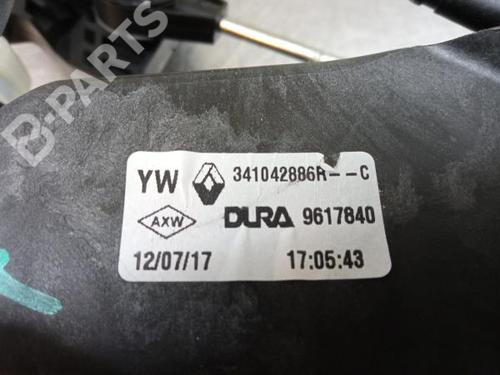 B-PARTS
YW 341042886R--C
AXW DURA 9617840
12/07/17 17:05:43